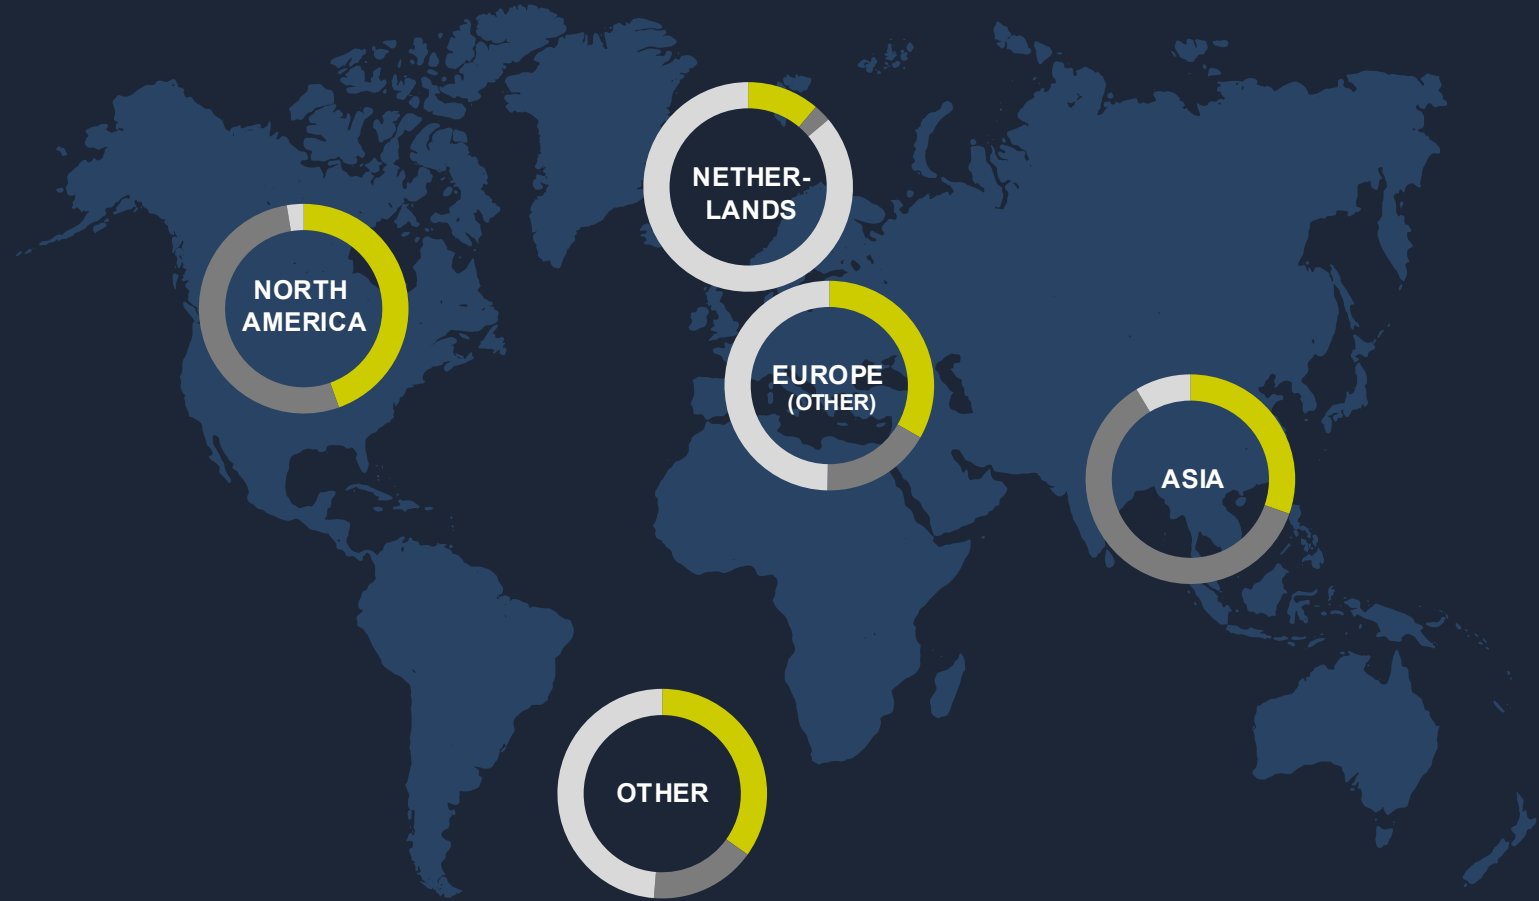 NETHER-
LANDS
NORTH
AMERICA
EUROPE
(OTHER)
ASIA
OTHER